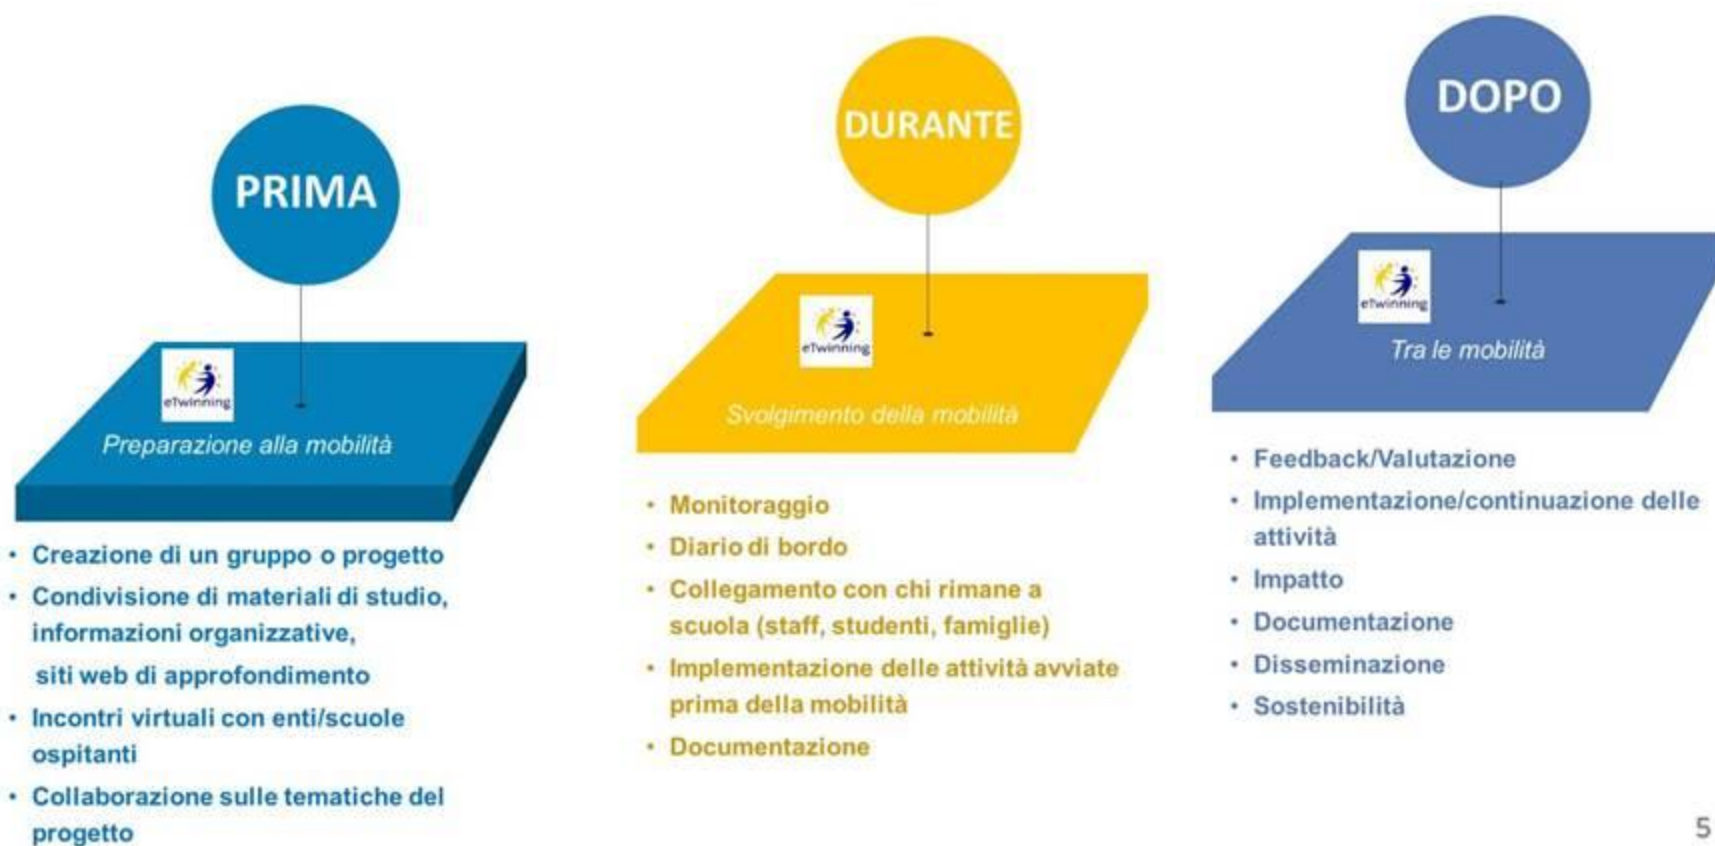 PRIMA
eTwinning
Preparazione alla mobilità
• Creazione di un gruppo o progetto
• Condivisione di materiali di studio,
informazioni organizzative,
siti web di approfondimento
• Incontri virtuali con enti/scuole
ospitanti
• Collaborazione sulle tematiche del
progetto
DURANTE
eTwinning
Svolgimento della mobilità
• Monitoraggio
• Diario di bordo
• Collegamento con chi rimane a
scuola (staff, studenti, famiglie)
• Implementazione delle attività avviate
prima della mobilità
• Documentazione
DOPO
eTwinning
Tra le mobilità
• Feedback/Valutazione
• Implementazione/continuazione delle
attività
• Impatto
• Documentazione
• Disseminazione
• Sostenibilità
5